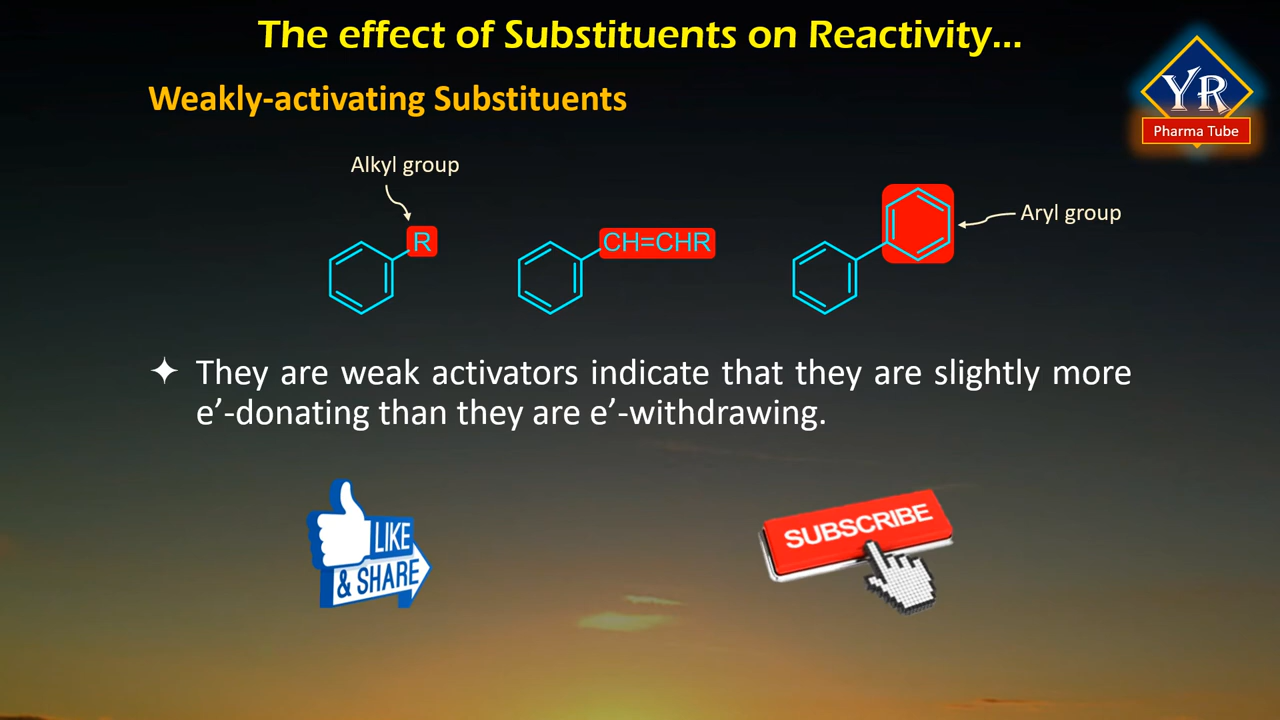 The effect of Substituents on Reactivity...
YR
Pharma Tube
Weakly-activating Substituents
Alkyl group
R
CH=CHR
Aryl group
They are weak activators indicate that they are slightly more
e’-donating than they are e’-withdrawing.
LIKE
& SHARE
SUBSCRIBE